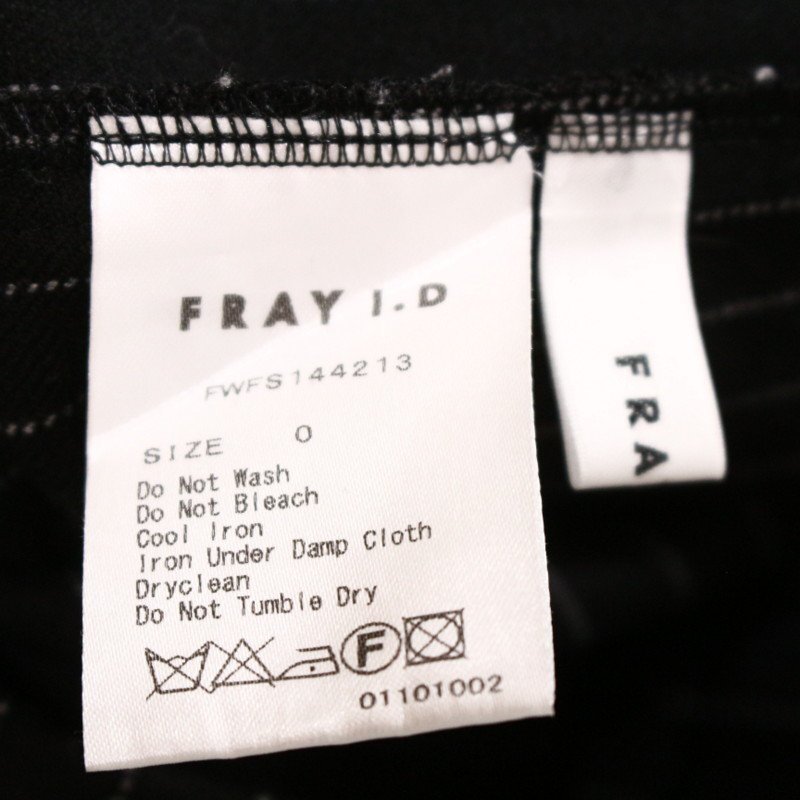 FRAY I.D
FWFS144213
SIZE 0
Do Not Wash
Do Not Bleach
Cool Iron
Iron Under Damp Cloth
Dryclean
Do Not Tumble Dry
F
01101002
FRA